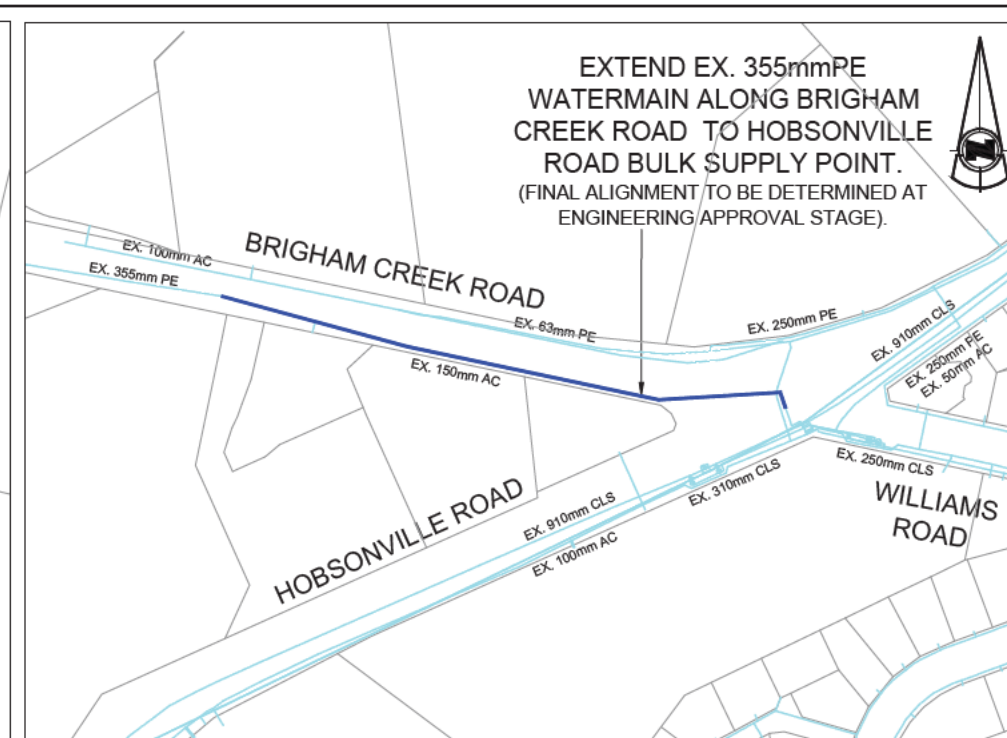 EXTEND EX. 355mmPE
WATERMAIN ALONG BRIGHAM
CREEK ROAD TO HOBSONVILLE
ROAD BULK SUPPLY POINT.
(FINAL ALIGNMENT TO BE DETERMINED AT
ENGINEERING APPROVAL STAGE).
N
BRIGHAM CREEK ROAD
EX. 100mm AC
EX. 355mm PE
EX. 63mm PE
EX. 250mm PE
EX. 910mm CLS
EX. 250mm PE
EX. 50mm AC
EX. 150mm AC
EX. 250mm CLS
EX. 310mm CLS
WILLIAMS
ROAD
HOBSONVILLE ROAD
EX. 910mm CLS
EX. 100mm AC